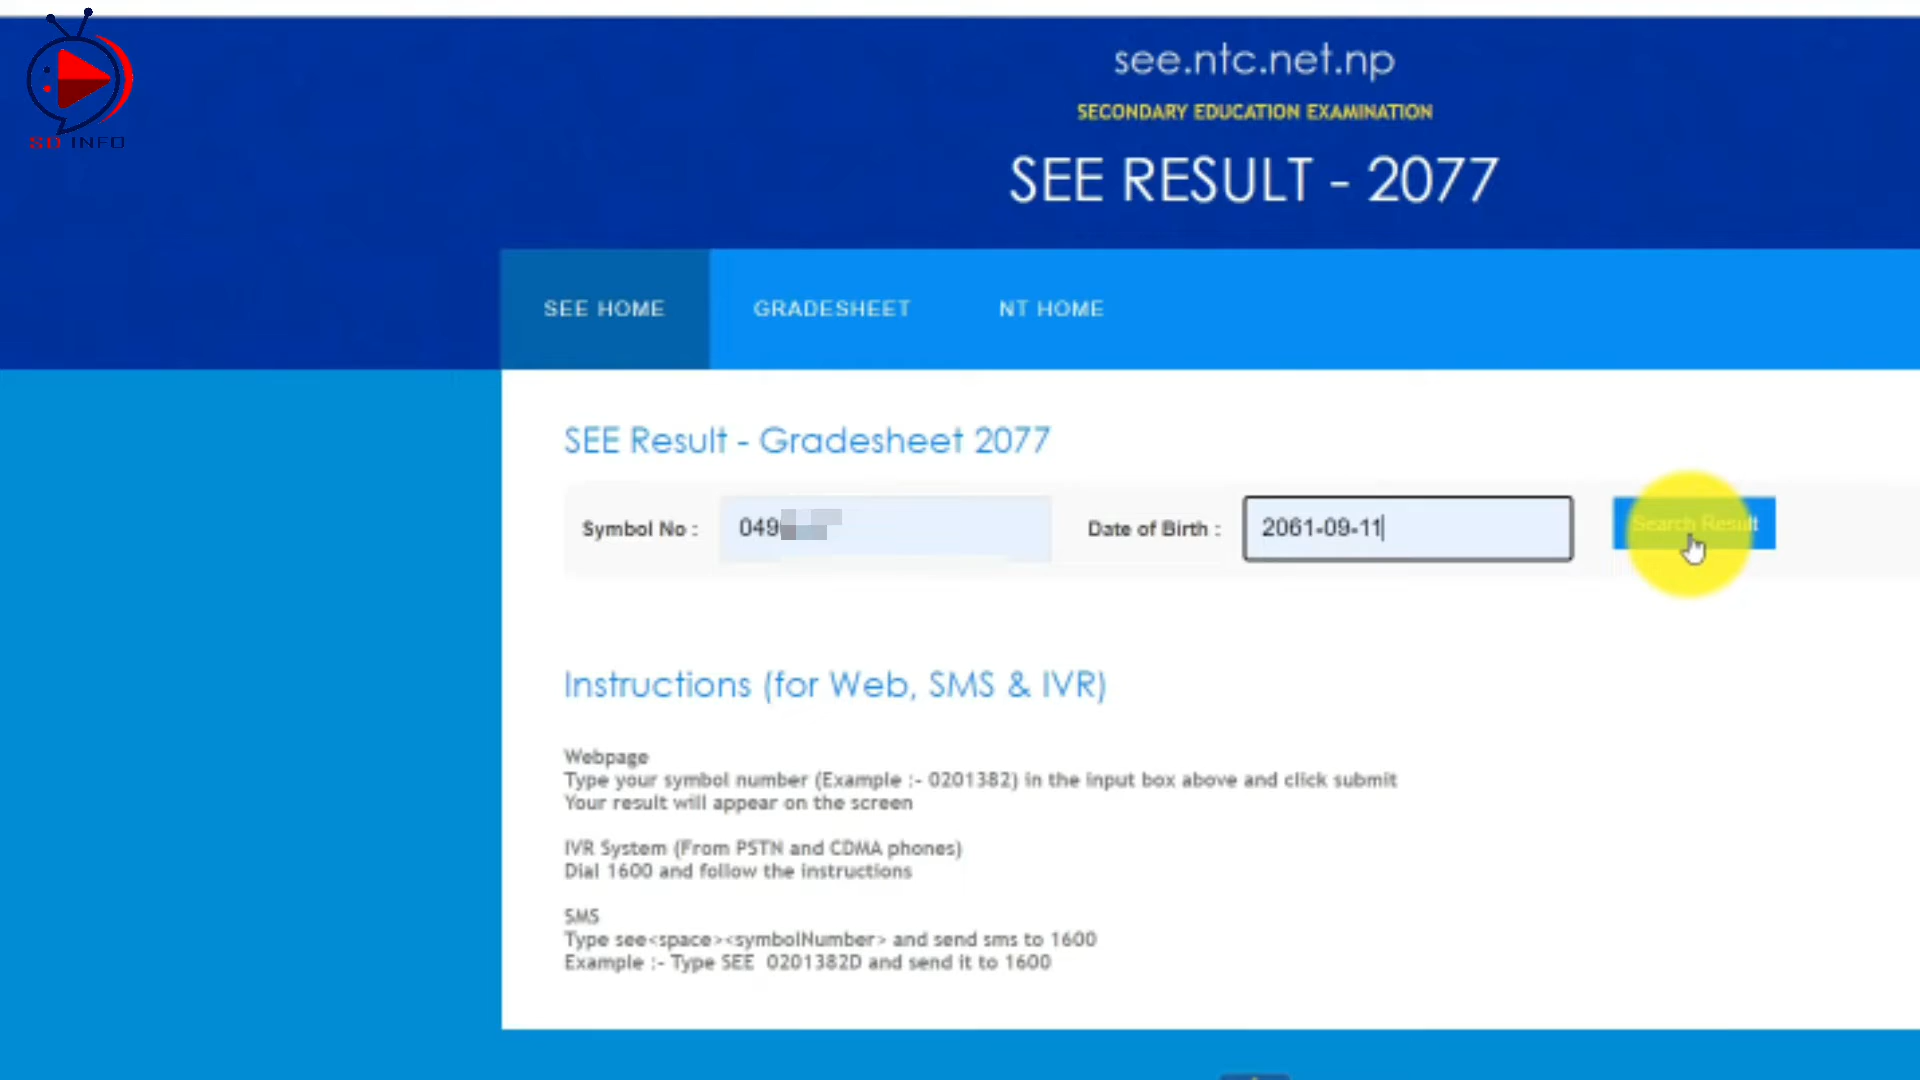 SD INFO
see.ntc.net.np
SECONDARY EDUCATION EXAMINATION
SEE RESULT - 2077
SEE HOME GRADESHEET NT HOME
SEE Result - Gradesheet 2077
Symbol No : 049 Date of Birth : 2061-09-11 Search Result
Instructions (for Web, SMS & IVR)
Webpage
Type your symbol number (Example :- 0201382) in the input box above and click submit
Your result will appear on the screen
IVR System (From PSTN and CDMA phones)
Dial 1600 and follow the instructions
SMS
Type see<space><symbolNumber> and send sms to 1600
Example :- Type SEE  0201382D and send it to 1600